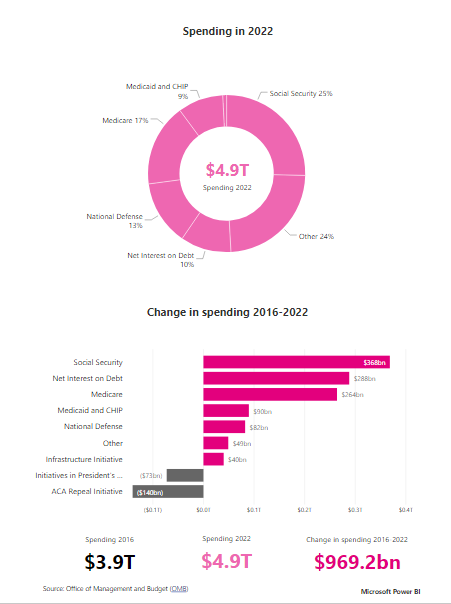 Spending in 2022
Medicaid and CHIP
9%
Social Security 25%
Medicare 17%
$4.9T
Spending 2022
National Defense
13%
Other 24%
Net Interest on Debt
10%
Change in spending 2016-2022
Social Security
$368bn
Net Interest on Debt
$288bn
Medicare
$264bn
Medicaid and CHIP
$90bn
National Defense
$82bn
Other
$49bn
Infrastructure Initiative
$40bn
Initiatives in President's ...
($73bn)
ACA Repeal Initiative
($140bn)
($0.1T) $0.0T $0.1T $0.2T $0.3T $0.4T
Spending 2016 Spending 2022 Change in spending 2016-2022
$3.9T $4.9T $969.2bn
Source: Office of Management and Budget (OMB)
Microsoft Power BI